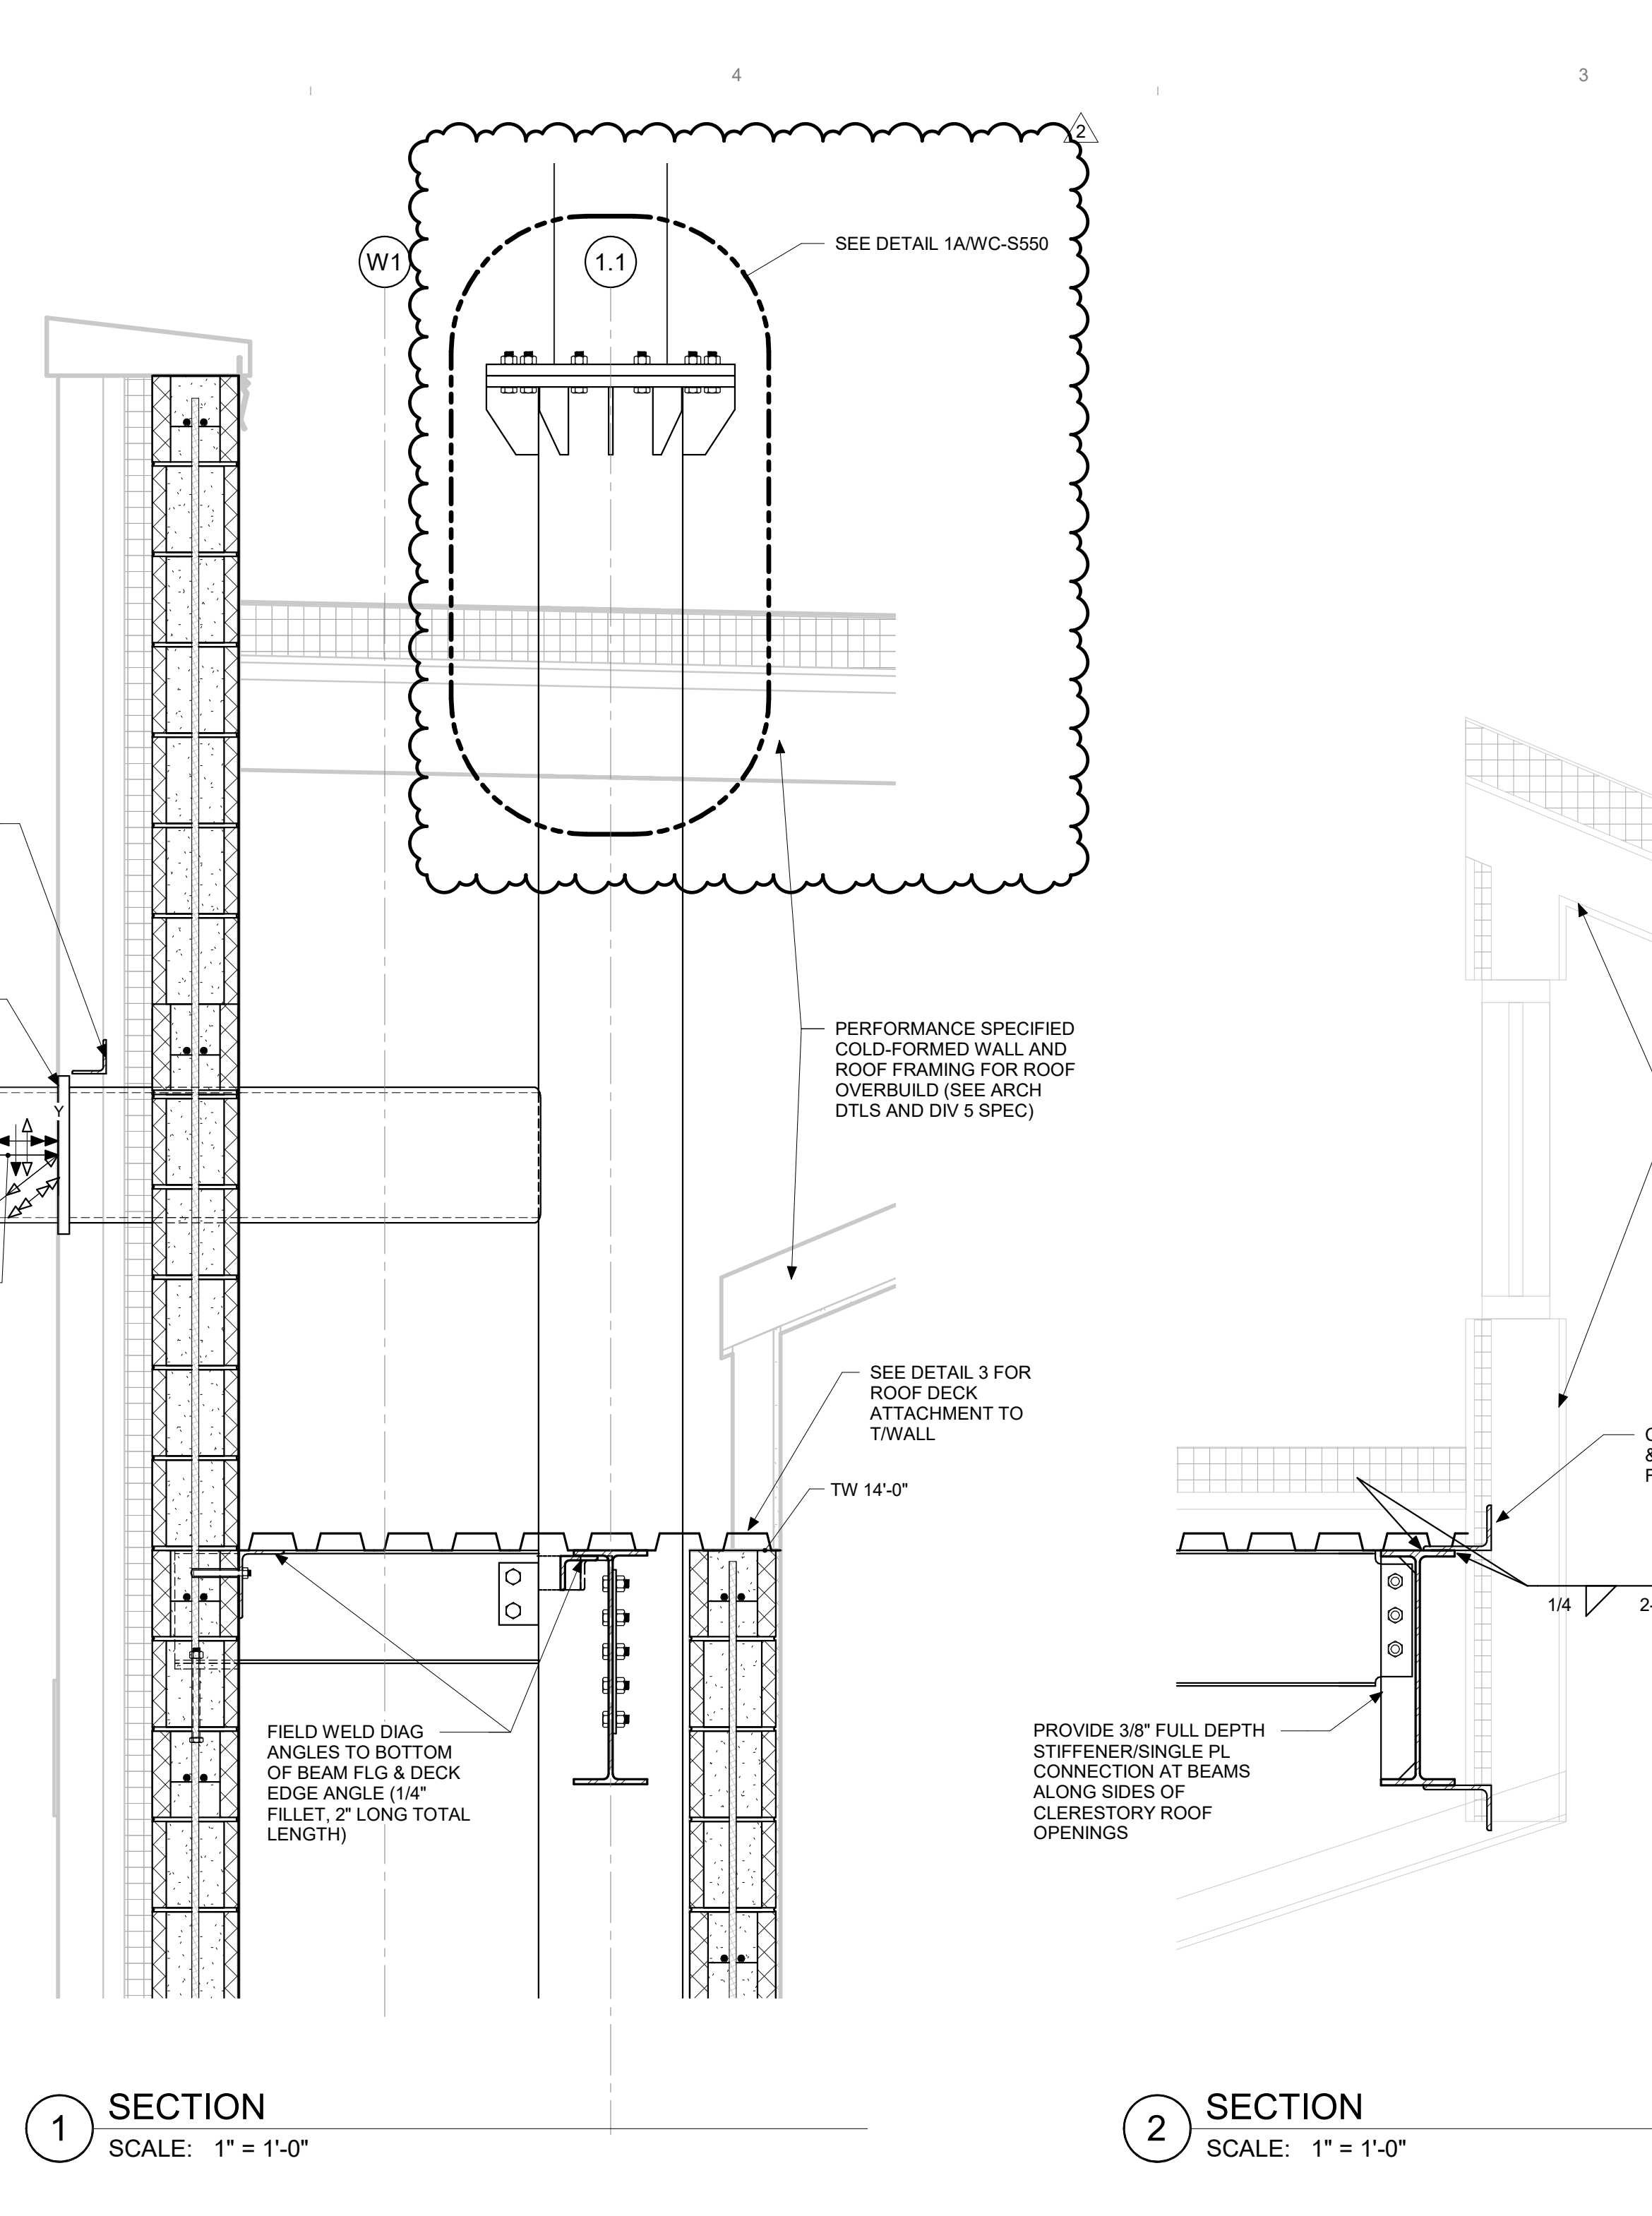 4
3
2
W1
1.1
SEE DETAIL 1A/WC-S550
PERFORMANCE SPECIFIED
COLD-FORMED WALL AND
ROOF FRAMING FOR ROOF
OVERBUILD (SEE ARCH
DTLS AND DIV 5 SPEC)
Y
SEE DETAIL 3 FOR
ROOF DECK
ATTACHMENT TO
T/WALL
TW 14'-0"
FIELD WELD DIAG
ANGLES TO BOTTOM
OF BEAM FLG & DECK
EDGE ANGLE (1/4"
FILLET, 2" LONG TOTAL
LENGTH)
&
1/4
2-
PROVIDE 3/8" FULL DEPTH
STIFFENER/SINGLE PL
CONNECTION AT BEAMS
ALONG SIDES OF
CLERESTORY ROOF
OPENINGS
1
SECTION
SCALE: 1" = 1'-0"
2
SECTION
SCALE: 1" = 1'-0"